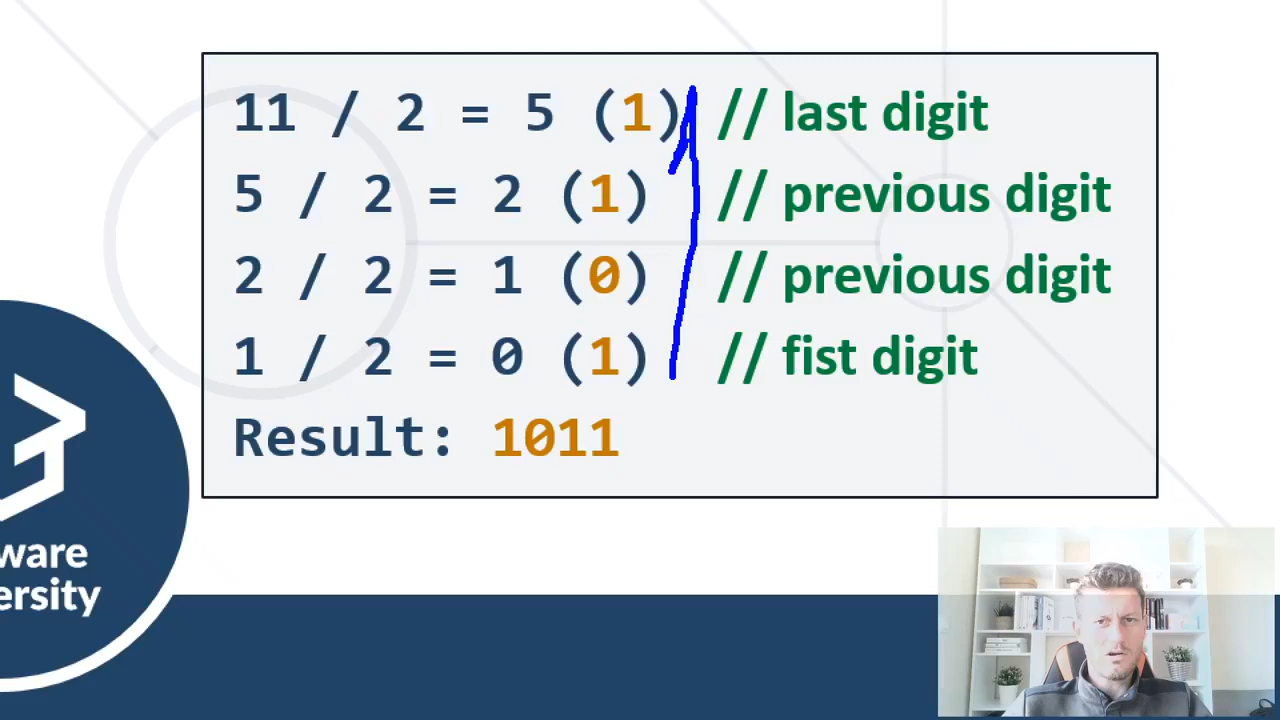 11 / 2 = 5 (1) // last digit
5 / 2 = 2 (1) // previous digit
2 / 2 = 1 (0) // previous digit
1 / 2 = 0 (1) // fist digit
Result: 1011
ware
ersity